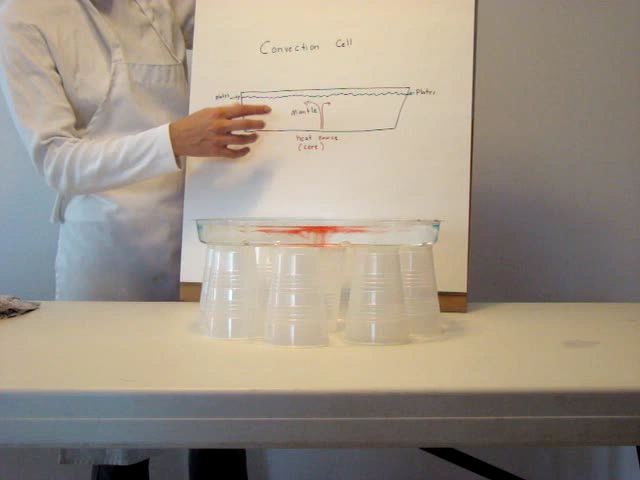 Convection Cell
plates
Plates
mantle
heat source
(core)